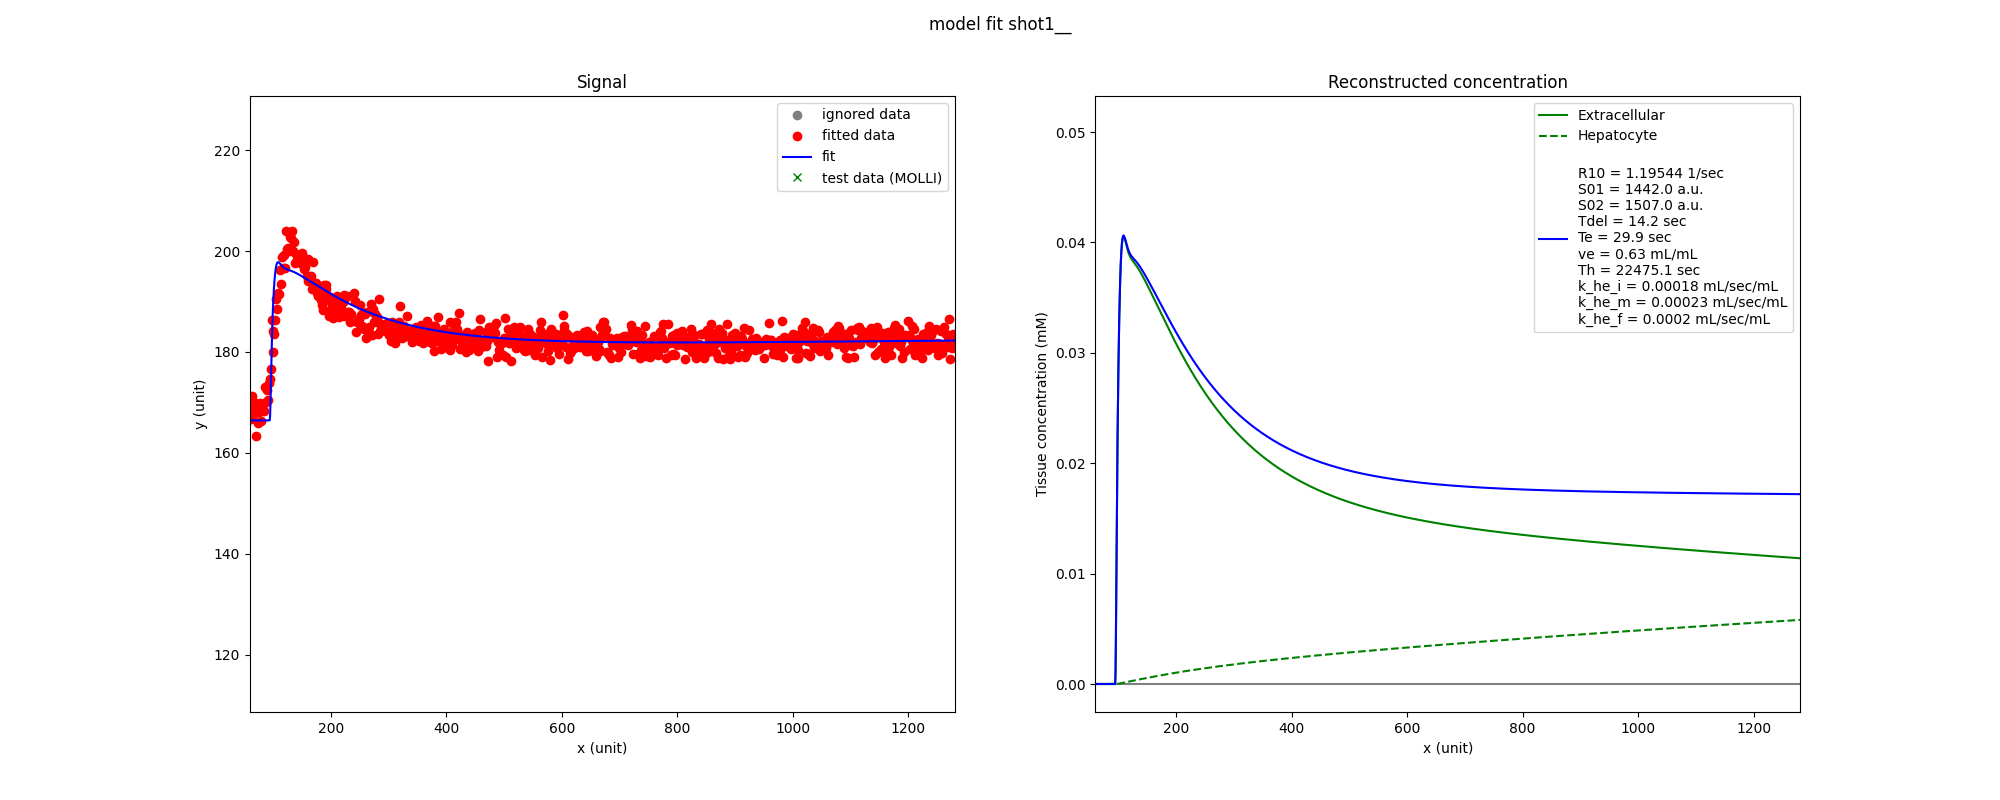 model fit shot1__
Signal
220
200
180
160
140
120
y (unit)
200
400
600
800
1000
1200
x (unit)
ignored data
fitted data
fit
test data (MOLLI)
Reconstructed concentration
0.05
0.04
0.03
0.02
0.01
0.00
Tissue concentration (mM)
200
400
600
800
1000
1200
x (unit)
Extracellular
Hepatocyte
R10 = 1.19544 1/sec
S01 = 1442.0 a.u.
S02 = 1507.0 a.u.
Tdel = 14.2 sec
Te = 29.9 sec
ve = 0.63 mL/mL
Th = 22475.1 sec
k_he_i = 0.00018 mL/sec/mL
k_he_m = 0.00023 mL/sec/mL
k_he_f = 0.0002 mL/sec/mL